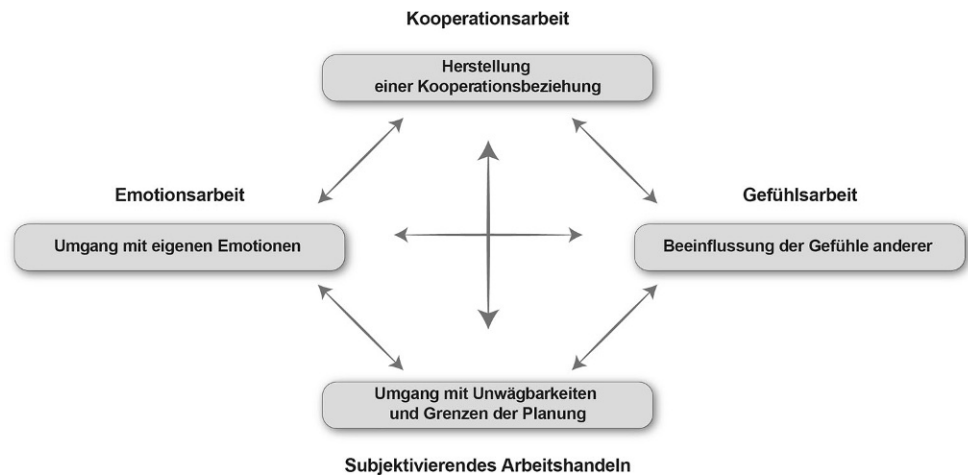 Kooperationsarbeit
Herstellung
einer Kooperationsbeziehung
Emotionsarbeit
Gefühlsarbeit
Umgang mit eigenen Emotionen
Beeinflussung der Gefühle anderer
Umgang mit Unwägbarkeiten
und Grenzen der Planung
Subjektivierendes Arbeitshandeln